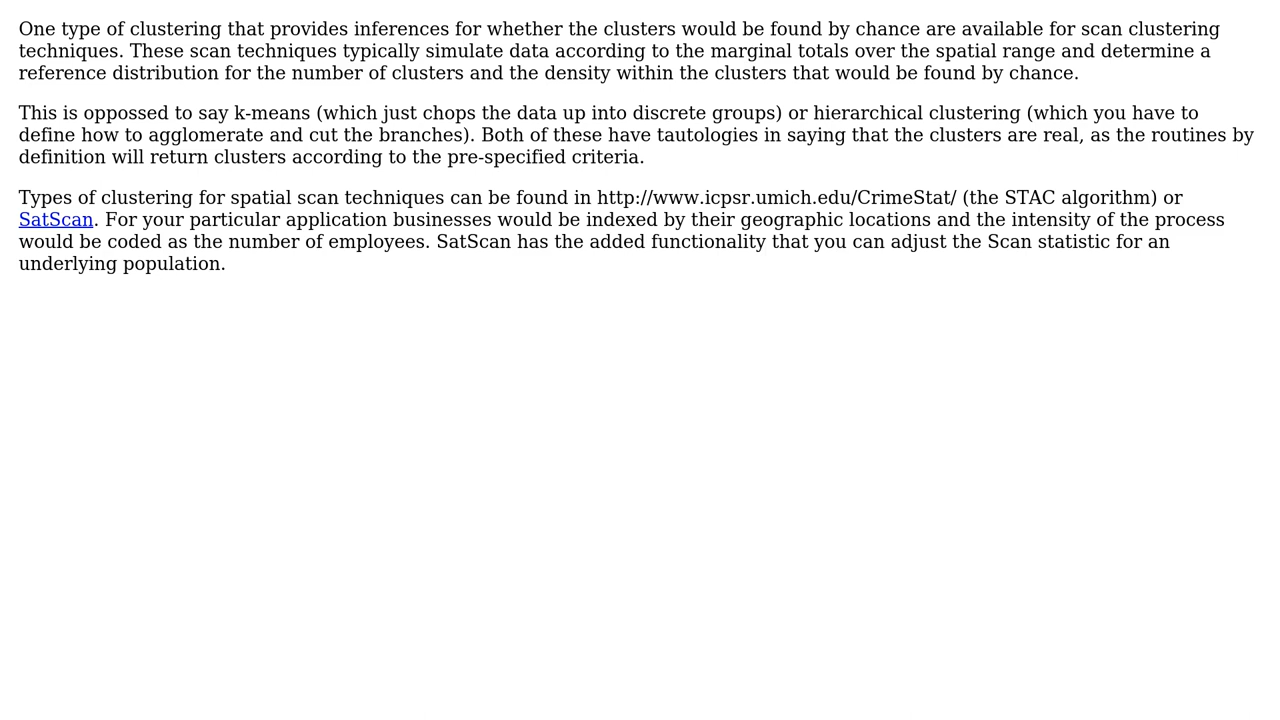 One type of clustering that provides inferences for whether the clusters would be found by chance are available for scan clustering
techniques. These scan techniques typically simulate data according to the marginal totals over the spatial range and determine a
reference distribution for the number of clusters and the density within the clusters that would be found by chance.
This is oppossed to say k-means (which just chops the data up into discrete groups) or hierarchical clustering (which you have to
define how to agglomerate and cut the branches). Both of these have tautologies in saying that the clusters are real, as the routines by
definition will return clusters according to the pre-specified criteria.
Types of clustering for spatial scan techniques can be found in http://www.icpsr.umich.edu/CrimeStat/ (the STAC algorithm) or
SatScan. For your particular application businesses would be indexed by their geographic locations and the intensity of the process
would be coded as the number of employees. SatScan has the added functionality that you can adjust the Scan statistic for an
underlying population.